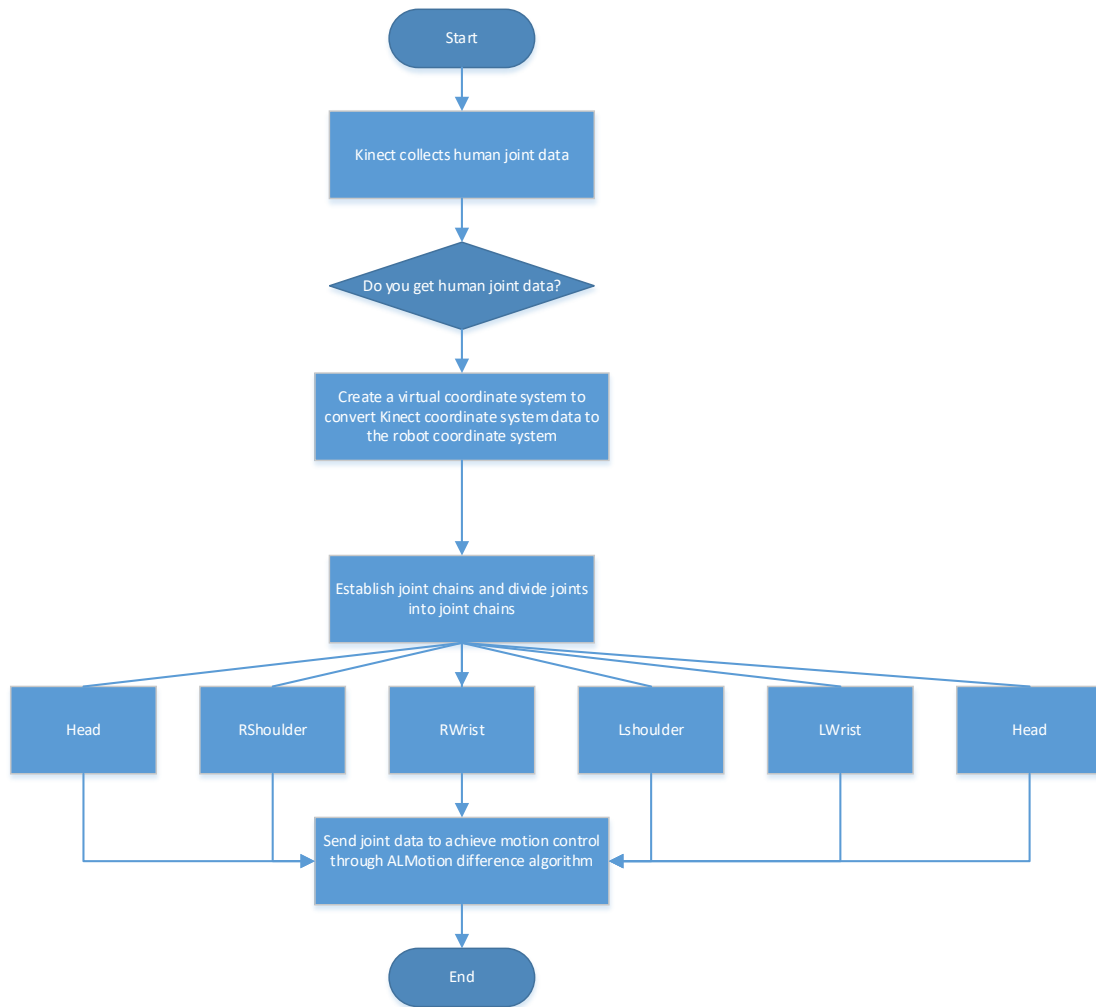 Start
Kinect collects human joint data
Do you get human joint data?
Create a virtual coordinate system to
convert Kinect coordinate system data to
the robot coordinate system
Establish joint chains and divide joints
into joint chains
Head
RShoulder
RWrist
Lshoulder
LWrist
Head
Send joint data to achieve motion control
through ALMotion difference algorithm
End